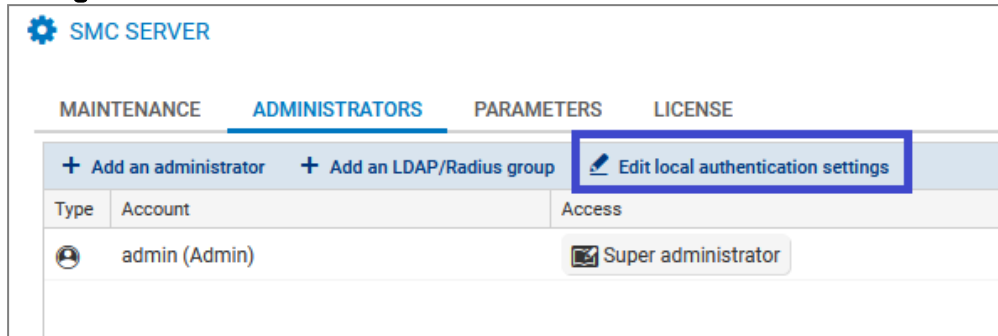 SMC SERVER
MAINTENANCE ADMINISTRATORS PARAMETERS LICENSE
+ Add an administrator + Add an LDAP/Radius group Edit local authentication settings
Type Account Access
admin (Admin) Super administrator